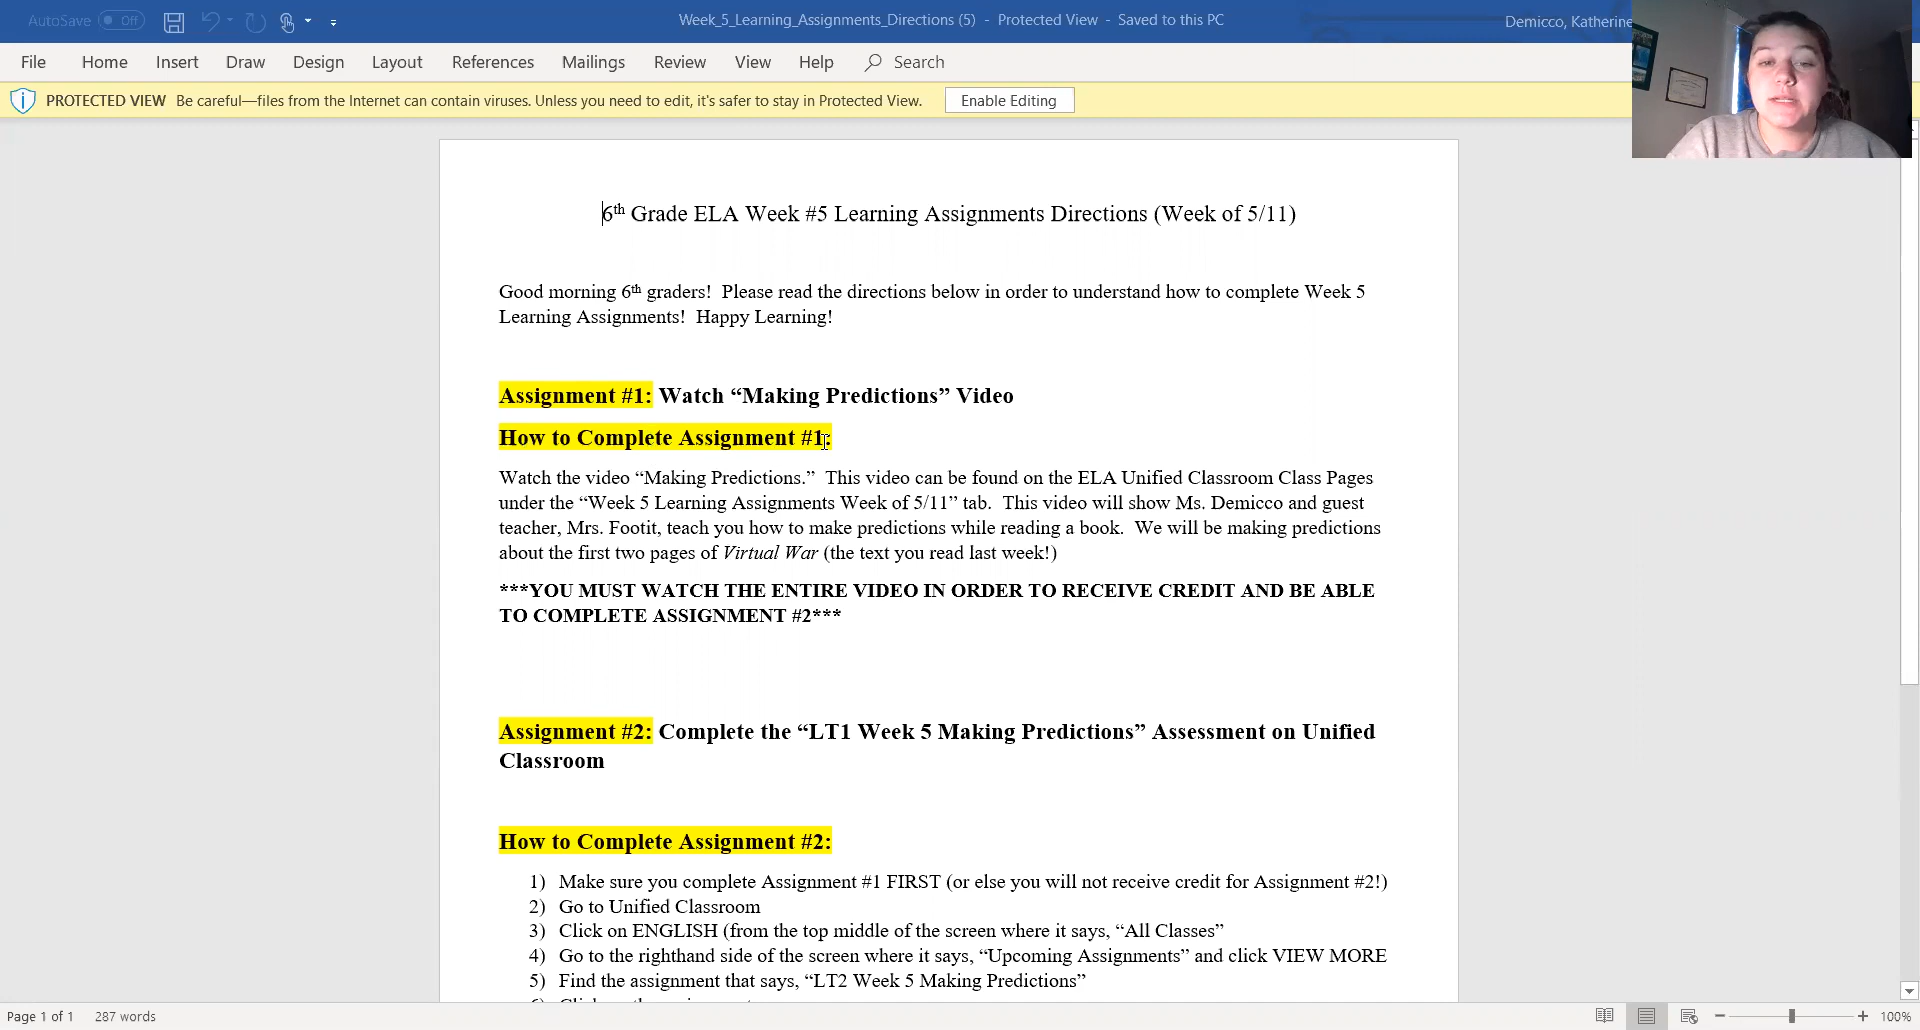 AutoSave Off
Week_5_Learning_Assignments_Directions (5) - Protected View - Saved to this PC
Demicco, Katherine
File Home Insert Draw Design Layout References Mailings Review View Help Search
PROTECTED VIEW Be careful—files from the Internet can contain viruses. Unless you need to edit, it's safer to stay in Protected View. Enable Editing
6th Grade ELA Week #5 Learning Assignments Directions (Week of 5/11)
Good morning 6th graders! Please read the directions below in order to understand how to complete Week 5
Learning Assignments! Happy Learning!
Assignment #1: Watch “Making Predictions” Video
How to Complete Assignment #1:
Watch the video “Making Predictions.” This video can be found on the ELA Unified Classroom Class Pages
under the “Week 5 Learning Assignments Week of 5/11” tab. This video will show Ms. Demicco and guest
teacher, Mrs. Footit, teach you how to make predictions while reading a book. We will be making predictions
about the first two pages of Virtual War (the text you read last week!)
***YOU MUST WATCH THE ENTIRE VIDEO IN ORDER TO RECEIVE CREDIT AND BE ABLE
TO COMPLETE ASSIGNMENT #2***
Assignment #2: Complete the “LT1 Week 5 Making Predictions” Assessment on Unified
Classroom
How to Complete Assignment #2:
1) Make sure you complete Assignment #1 FIRST (or else you will not receive credit for Assignment #2!)
2) Go to Unified Classroom
3) Click on ENGLISH (from the top middle of the screen where it says, “All Classes”
4) Go to the righthand side of the screen where it says, “Upcoming Assignments” and click VIEW MORE
5) Find the assignment that says, “LT2 Week 5 Making Predictions”
Page 1 of 1 287 words
100%